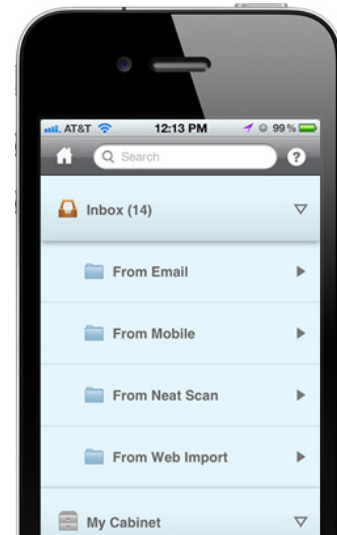 AT&T 12:13 PM 99%
Search ?
Inbox (14)
From Email
From Mobile
From Neat Scan
From Web Import
My Cabinet